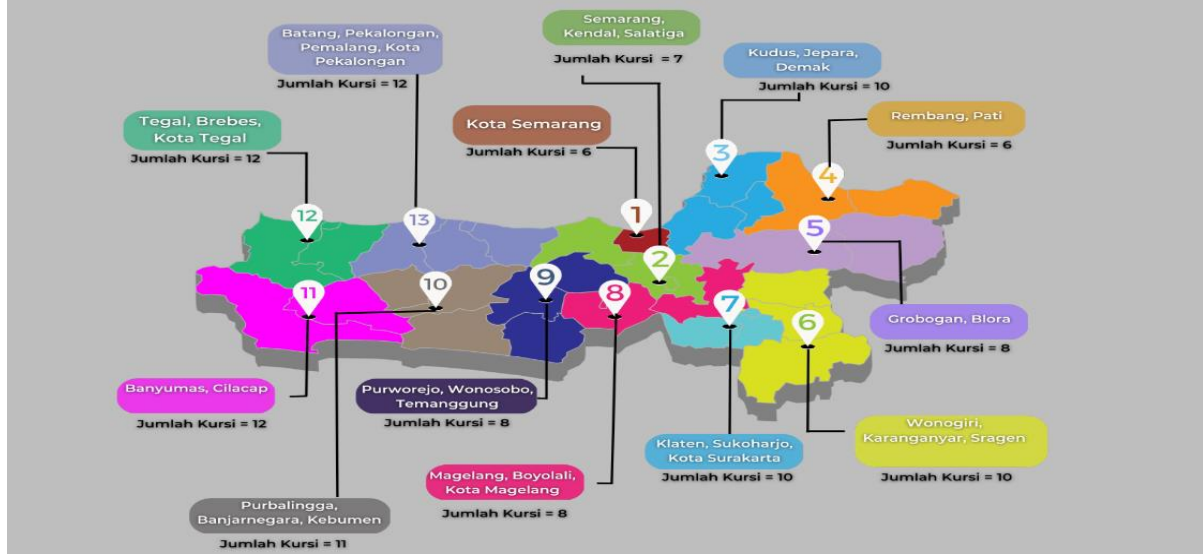 Batang, Pekalongan,
Pemalang, Kota
Pekalongan
Jumlah Kursi = 12
Semarang,
Kendal, Salatiga
Jumlah Kursi = 7
Kudus, Jepara,
Demak
Jumlah Kursi = 10
Tegal, Brebes,
Kota Tegal
Jumlah Kursi = 12
Kota Semarang
Jumlah Kursi = 6
Rembang, Pati
Jumlah Kursi = 6
3
4
12
13
1
5
2
9
10
11
8
7
6
Grobogan, Blora
Jumlah Kursi = 8
Banyumas, Cilacap
Jumlah Kursi = 12
Purworejo, Wonosobo,
Temanggung
Jumlah Kursi = 8
Klaten, Sukoharjo,
Kota Surakarta
Jumlah Kursi = 10
Wonogiri,
Karanganyar, Sragen
Jumlah Kursi = 10
Magelang, Boyolali,
Kota Magelang
Jumlah Kursi = 8
Purbalingga,
Banjarnegara, Kebumen
Jumlah Kursi = 11